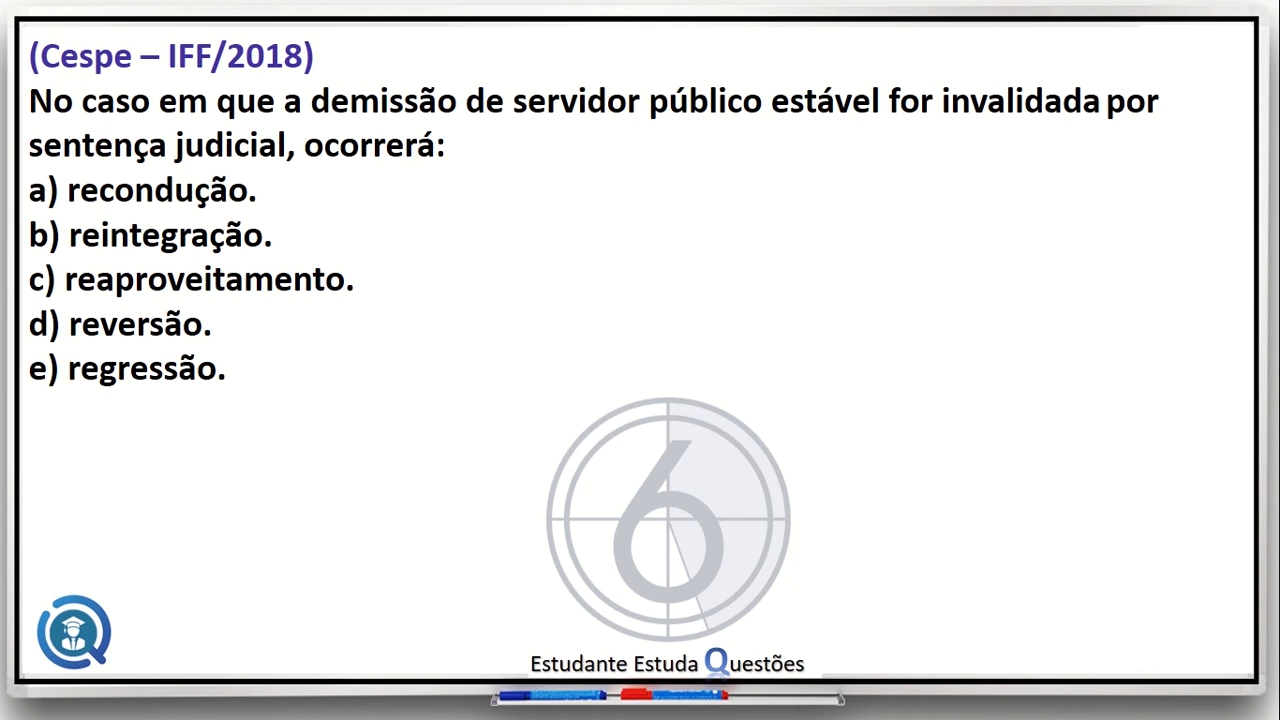 (Cespe – IFF/2018)
No caso em que a demissão de servidor público estável for invalidada por
sentença judicial, ocorrerá:
a) recondução.
b) reintegração.
c) reaproveitamento.
d) reversão.
e) regressão.
6
Estudante Estuda Questões